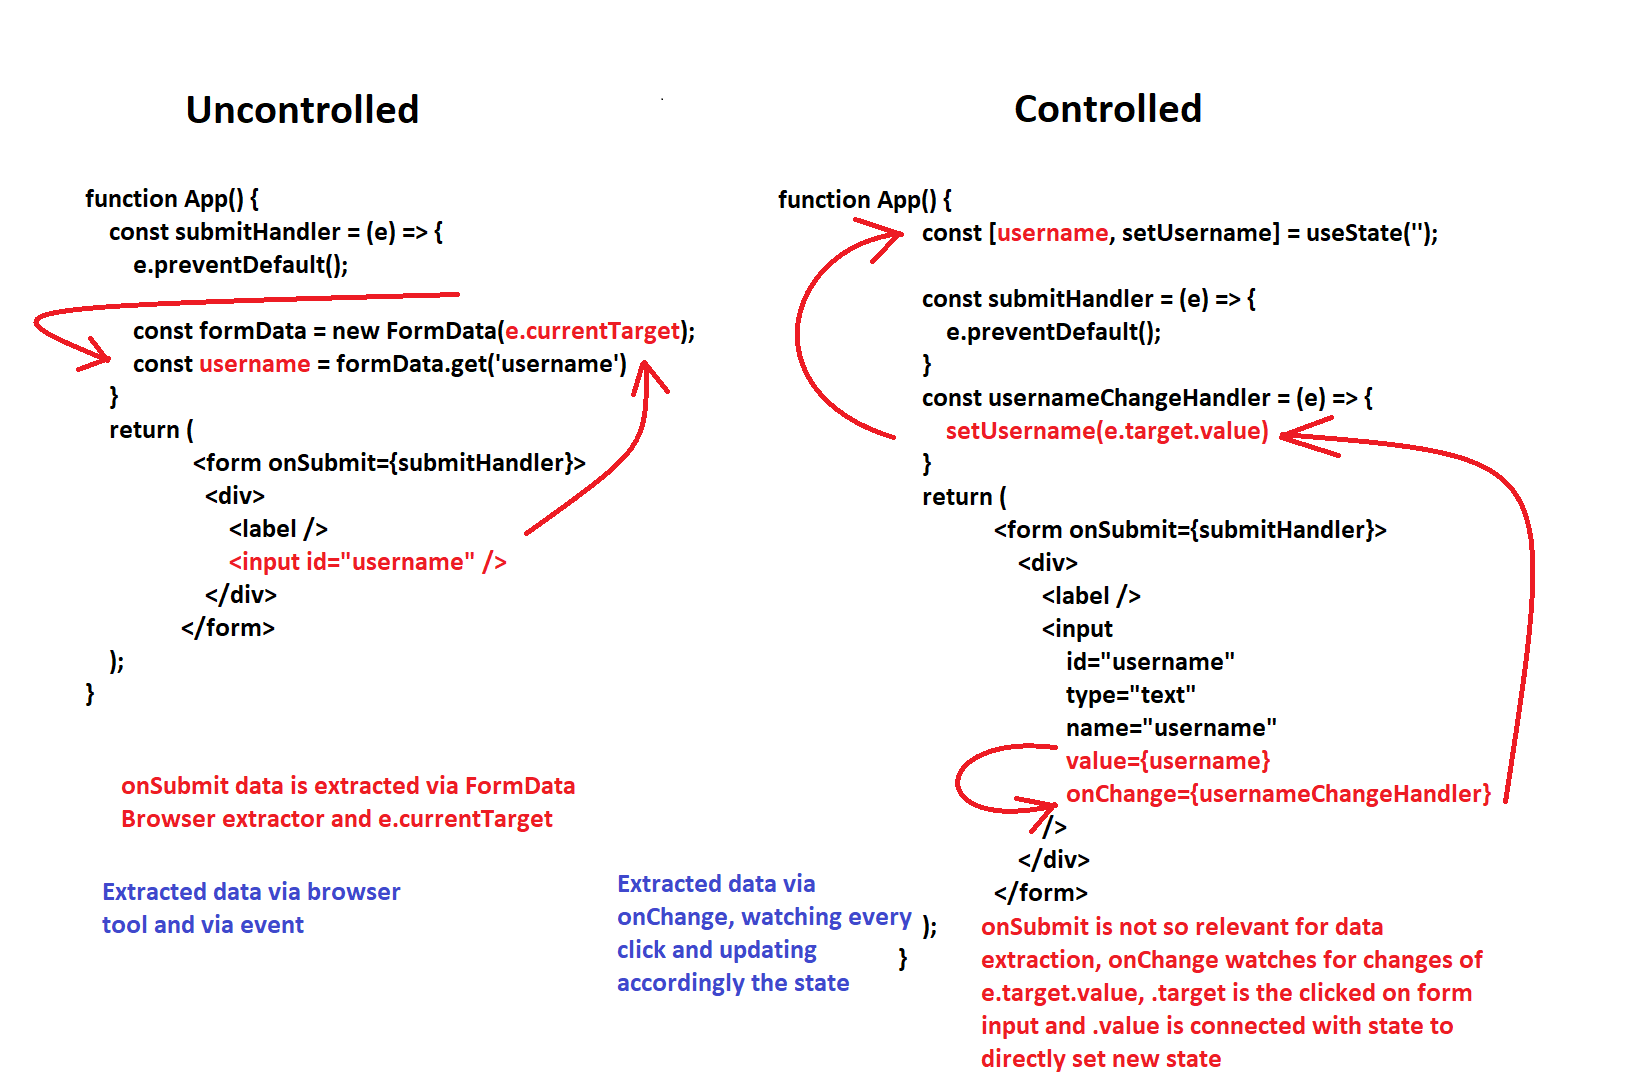 Uncontrolled
function App() {
const submitHandler = (e) => {
e.preventDefault();
const formData = new FormData(e.currentTarget);
const username = formData.get('username')
}
return (
<form onSubmit={submitHandler}>
<div>
<label />
<input id="username" />
</div>
</form>
);
}
onSubmit data is extracted via FormData
Browser extractor and e.currentTarget
Extracted data via browser
tool and via event
Controlled
function App() {
const [username, setUsername] = useState('');
const submitHandler = (e) => {
e.preventDefault();
}
const usernameChangeHandler = (e) => {
setUsername(e.target.value)
}
return (
<form onSubmit={submitHandler}>
<div>
<label />
<input
id="username"
type="text"
name="username"
value={username}
onChange={usernameChangeHandler}
/>
</div>
</form>
);
}
Extracted data via
onChange, watching every
click and updating
accordingly the state
onSubmit is not so relevant for data
extraction, onChange watches for changes of
e.target.value, .target is the clicked on form
input and .value is connected with state to
directly set new state